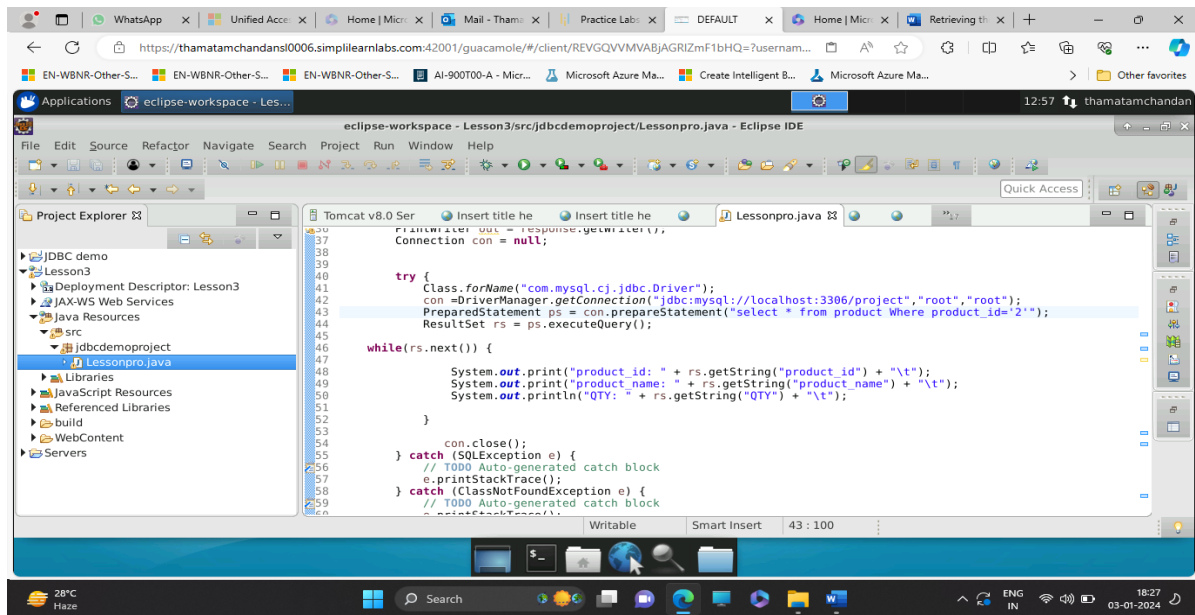 WhatsApp
Unified Acces
Home | Micro
Mail - Thama
Practice Labs
DEFAULT
Home | Micro
Retrieving th
https://thamatamchandansl0006.simplilearnlabs.com:42001/guacamole/#/client/REVGQVVMVABjAGRIZmF1bHQ=?usernam...
EN-WBNR-Other-S...
EN-WBNR-Other-S...
EN-WBNR-Other-S...
AI-900T00-A - Micr...
Microsoft Azure Ma...
Create Intelligent B...
Microsoft Azure Ma...
Other favorites
Applications
eclipse-workspace - Les...
12:57
thamatamchandan
eclipse-workspace - Lesson3/src/jdbcdemoproject/Lessonpro.java - Eclipse IDE
File Edit Source Refactor Navigate Search Project Run Window Help
Quick Access
Project Explorer
Tomcat v8.0 Ser
Insert title he
Insert title he
Lessonpro.java
JDBC demo
Lesson3
Deployment Descriptor: Lesson3
JAX-WS Web Services
Java Resources
src
jdbcdemoproject
Lessonpro.java
Libraries
JavaScript Resources
Referenced Libraries
build
WebContent
Servers
36 PrintWriter out = response.getWriter();
37 Connection con = null;
38
39
40 try {
41 Class.forName("com.mysql.cj.jdbc.Driver");
42 con =DriverManager.getConnection("jdbc:mysql://localhost:3306/project","root","root");
43 PreparedStatement ps = con.prepareStatement("select * from product Where product_id='2'");
44 ResultSet rs = ps.executeQuery();
45
46 while(rs.next()) {
47
48 System.out.print("product_id: " + rs.getString("product_id") + "\t");
49 System.out.print("product_name: " + rs.getString("product_name") + "\t");
50 System.out.println("QTY: " + rs.getString("QTY") + "\t");
51
52 }
53
54 con.close();
55 } catch (SQLException e) {
56 // TODO Auto-generated catch block
57 e.printStackTrace();
58 } catch (ClassNotFoundException e) {
59 // TODO Auto-generated catch block
60 e.printStackTrace();
Writable
Smart Insert
43 : 100
28°C
Haze
Search
ENG
IN
18:27
03-01-2024